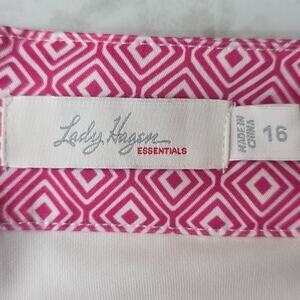 Lady Hagen
ESSENTIALS
MADE IN
CHINA
16